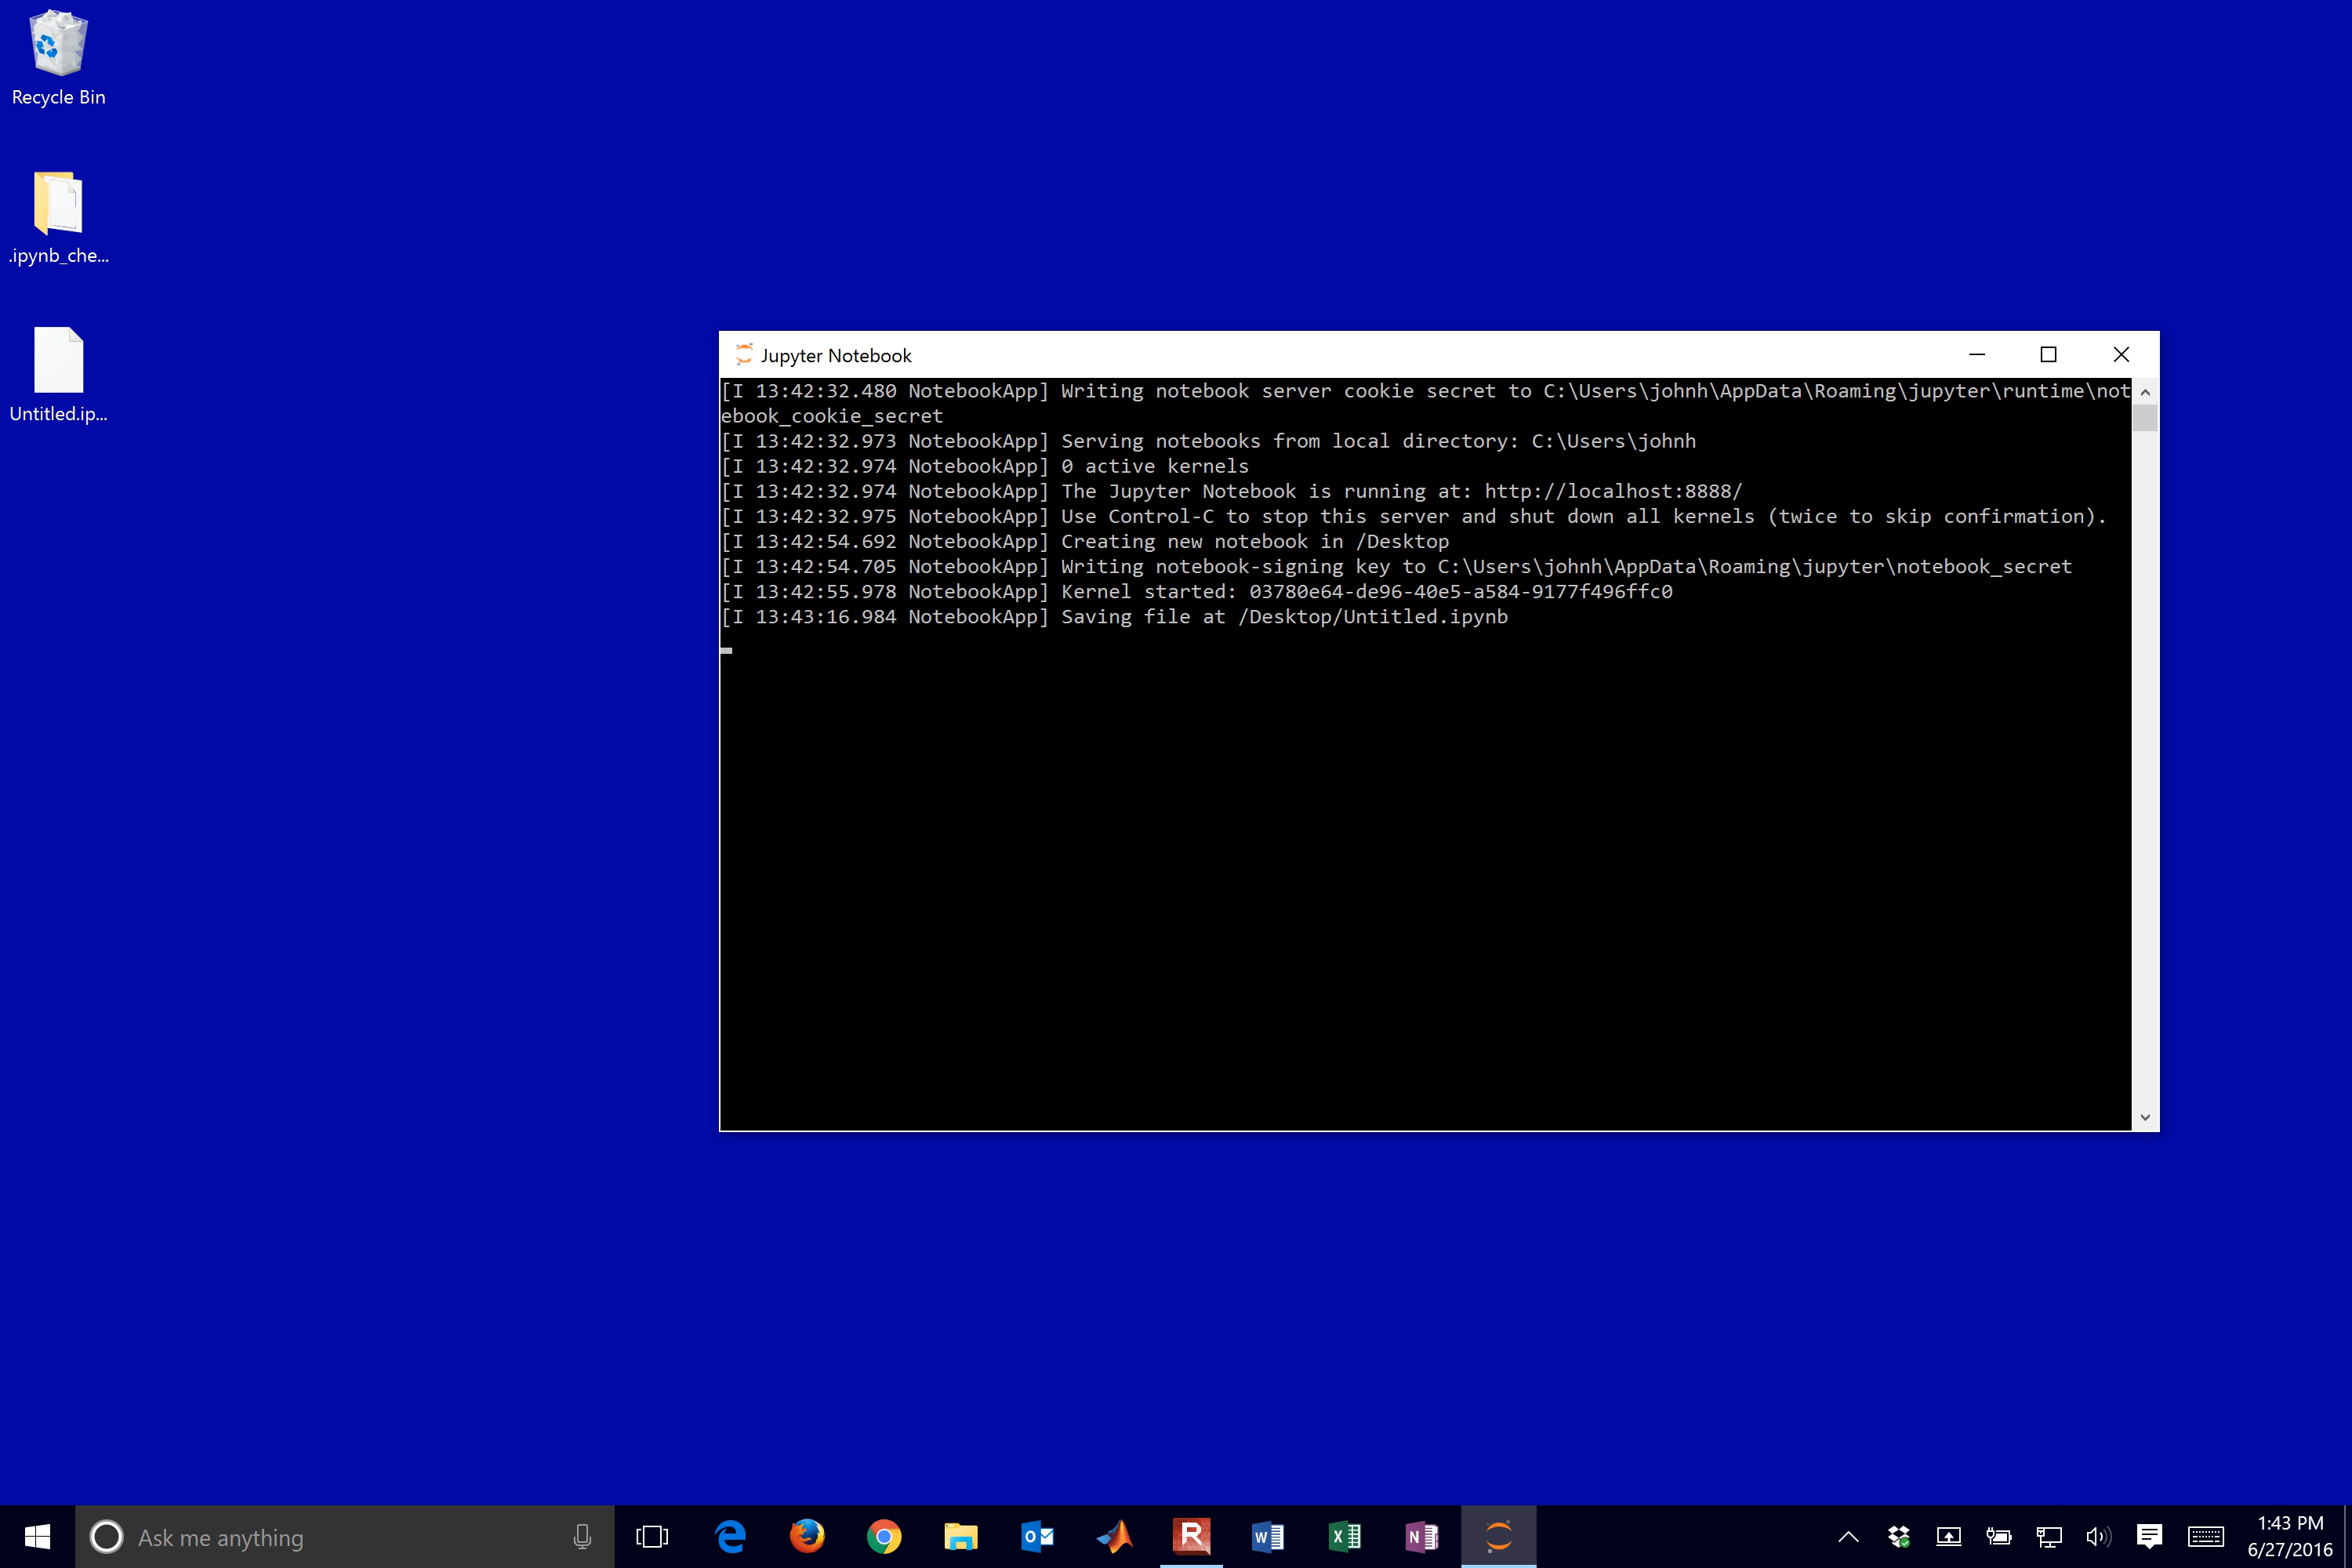 Recycle Bin
.ipynb_che...
Untitled.ip...
Jupyter Notebook
[I 13:42:32.480 NotebookApp] Writing notebook server cookie secret to C:\Users\johnh\AppData\Roaming\jupyter\runtime\not
ebook_cookie_secret
[I 13:42:32.973 NotebookApp] Serving notebooks from local directory: C:\Users\johnh
[I 13:42:32.974 NotebookApp] 0 active kernels
[I 13:42:32.974 NotebookApp] The Jupyter Notebook is running at: http://localhost:8888/
[I 13:42:32.975 NotebookApp] Use Control-C to stop this server and shut down all kernels (twice to skip confirmation).
[I 13:42:54.692 NotebookApp] Creating new notebook in /Desktop
[I 13:42:54.705 NotebookApp] Writing notebook-signing key to C:\Users\johnh\AppData\Roaming\jupyter\notebook_secret
[I 13:42:55.978 NotebookApp] Kernel started: 03780e64-de96-40e5-a584-9177f496ffc0
[I 13:43:16.984 NotebookApp] Saving file at /Desktop/Untitled.ipynb
Ask me anything
1:43 PM
6/27/2016